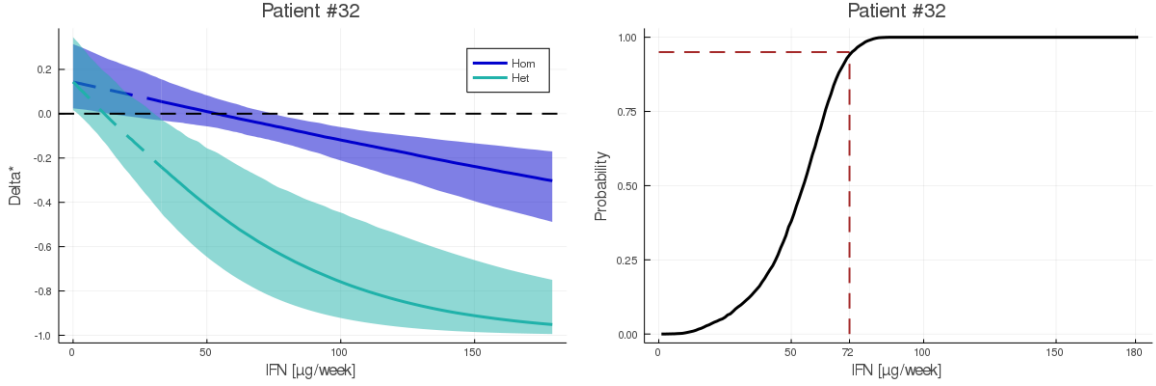 Patient #32
0.2
0.0
-0.2
-0.4
-0.6
-0.8
-1.0
Delta*
Hom
Het
0
50
100
150
IFN [µg/week]
Patient #32
1.00
0.75
0.50
0.25
0.00
Probability
0
50
72
100
150
180
IFN [µg/week]